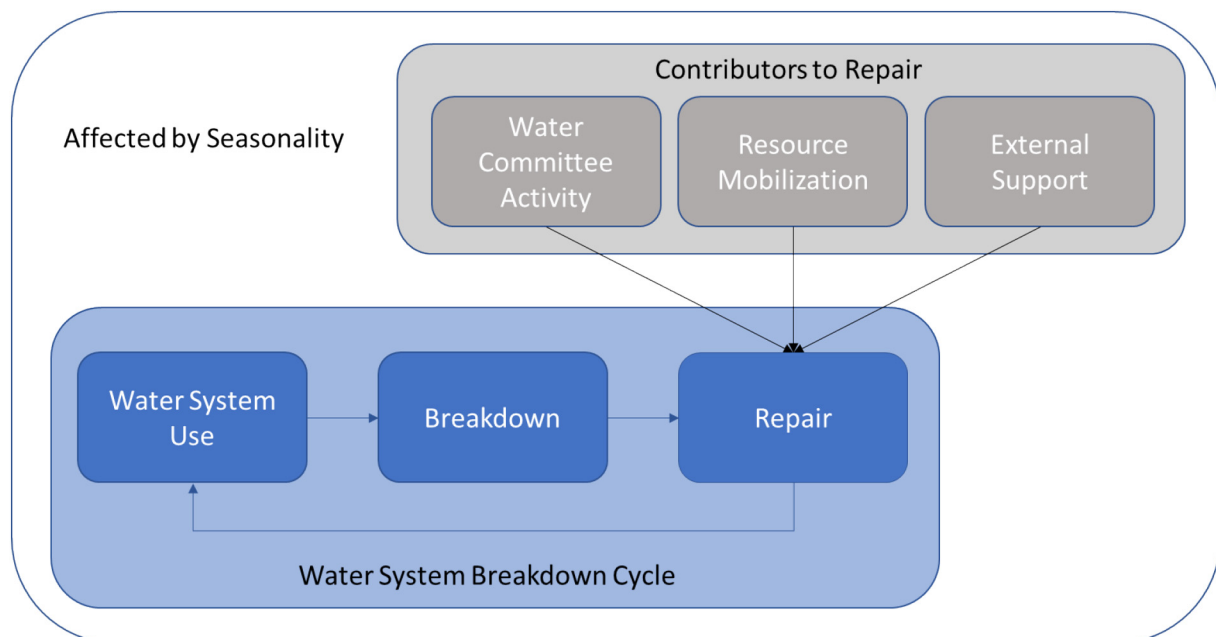 Contributors to Repair
Affected by Seasonality
Water
Committee
Activity
Resource
Mobilization
External
Support
Water System
Use
Breakdown
Repair
Water System Breakdown Cycle